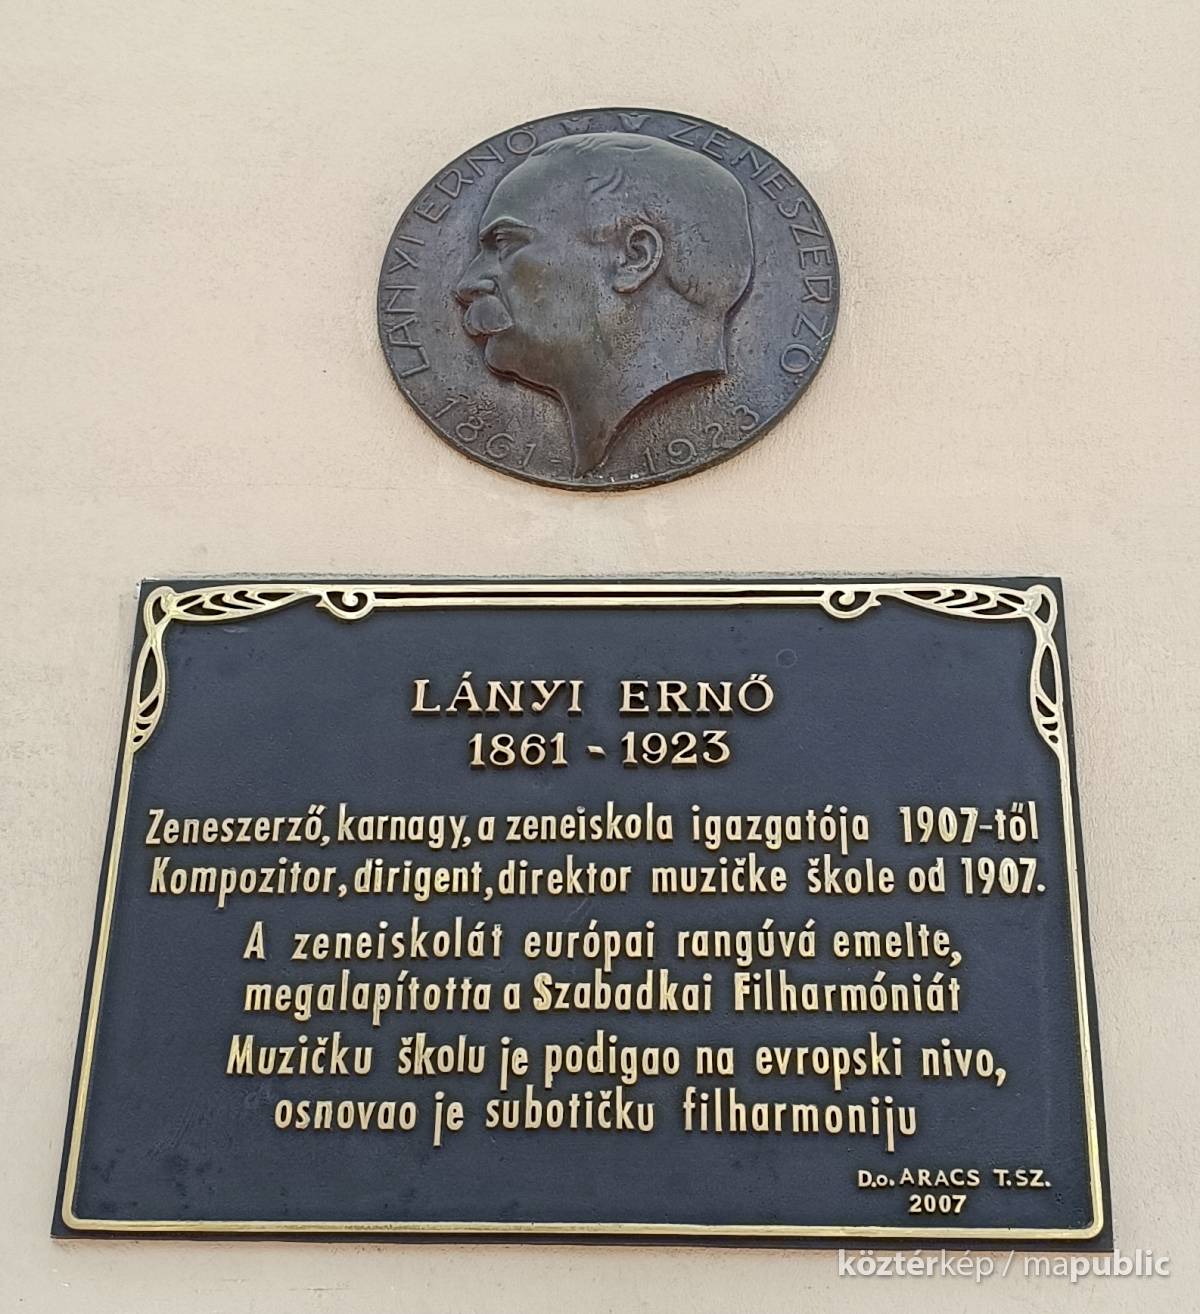 LÁNYI ERNŐ ZENESZERZŐ
1861 - 1923
LÁNYI ERNŐ
1861 - 1923
Zeneszerző, karnagy, a zeneiskola igazgatója 1907-től
Kompozitor, dirigent, direktor muzičke škole od 1907.
A zeneiskolát európai rangúvá emelte,
megalapította a Szabadkai Filharmóniát
Muzičku školu je podigao na evropski nivo,
osnovao je subotičku filharmoniju
D.o. ARACS T.SZ.
2007
köztérkép / mapublic